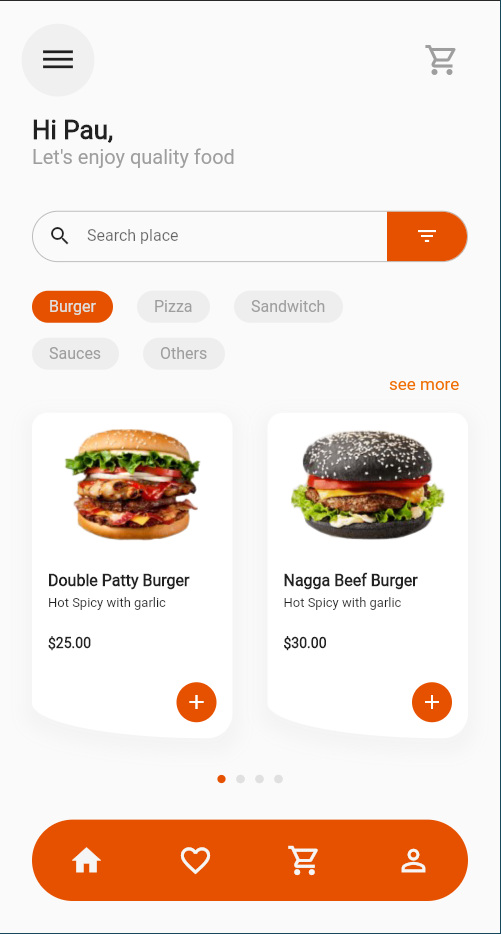 Hi Pau,
Let's enjoy quality food
Search place
Burger Pizza Sandwitch
Sauces Others
see more
Double Patty Burger
Hot Spicy with garlic
$25.00
Nagga Beef Burger
Hot Spicy with garlic
$30.00